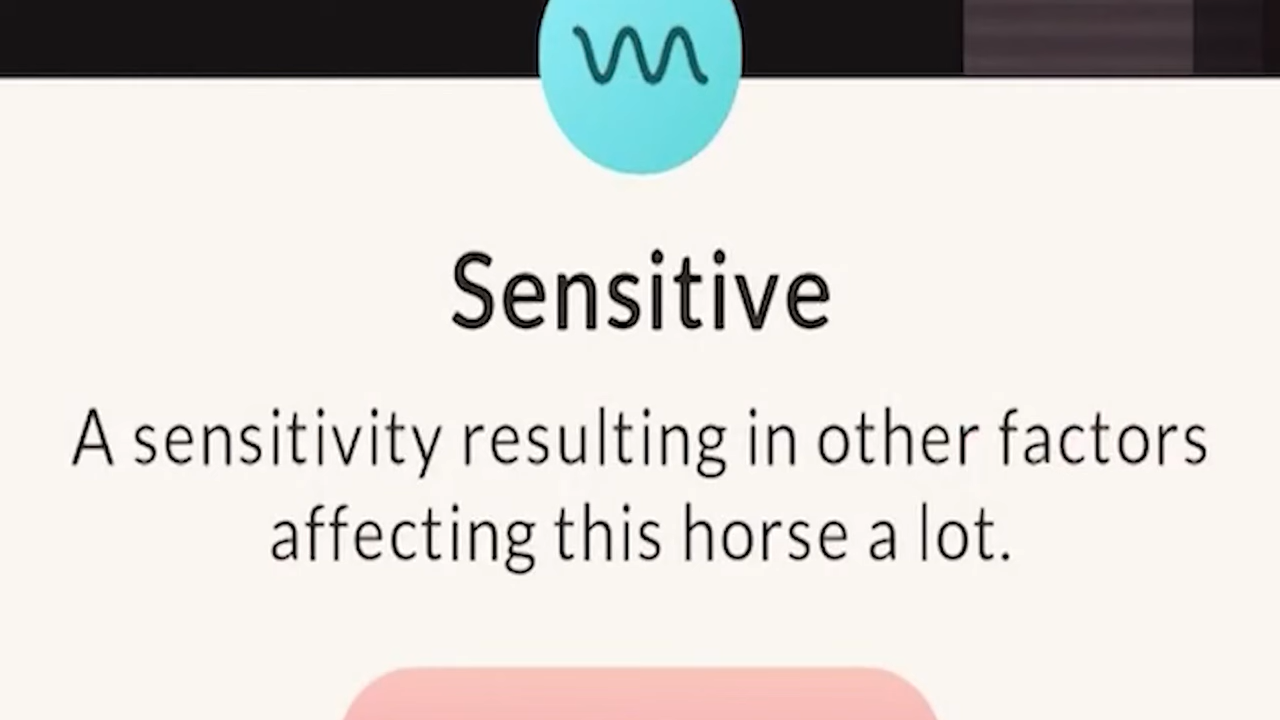 Sensitive
A sensitivity resulting in other factors
affecting this horse a lot.